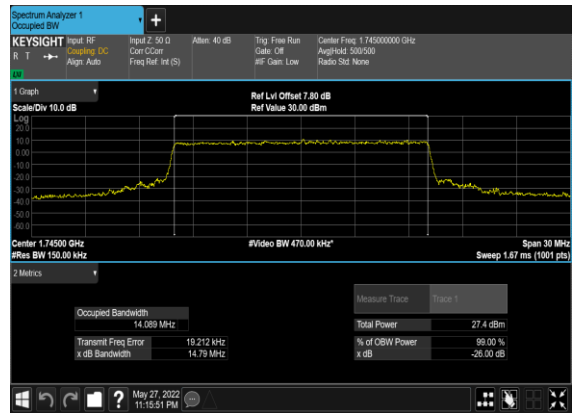 Spectrum Analyzer 1
Occupied BW
KEYSIGHT
R T
Input: RF
Coupling: DC
Align: Auto
Input Z: 50 Ω
Corr CCorr
Freq Ref: Int (S)
Atten: 40 dB
Trig: Free Run
Gate: Off
#IF Gain: Low
Center Freq: 1.745000000 GHz
Avg|Hold: 500/500
Radio Std: None
1 Graph
Scale/Div 10.0 dB
Ref Lvl Offset 7.80 dB
Ref Value 30.00 dBm
Log
20.0
10.0
0.00
-10.0
-20.0
-30.0
-40.0
-50.0
-60.0
Center 1.74500 GHz
#Res BW 150.00 kHz
#Video BW 470.00 kHz*
Span 30 MHz
Sweep 1.67 ms (1001 pts)
2 Metrics
Measure Trace Trace 1
Occupied Bandwidth
14.089 MHz
Total Power 27.4 dBm
Transmit Freq Error 19.212 kHz
% of OBW Power 99.00 %
x dB Bandwidth 14.79 MHz
x dB -26.00 dB
May 27, 2022
11:15:51 PM